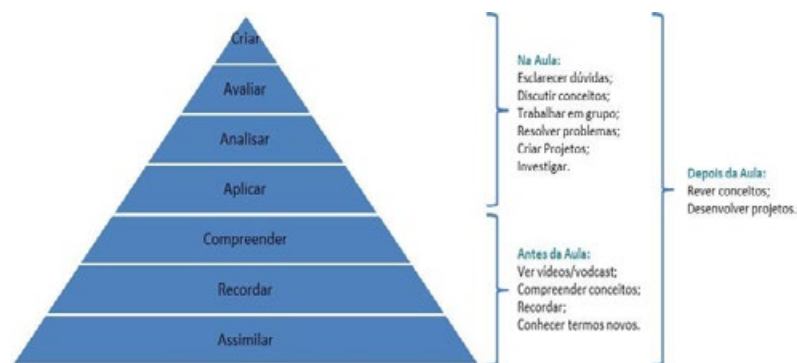 Criar
Avaliar
Analisar
Aplicar
Compreender
Recordar
Assimilar
Na Aula:
Esclarecer dúvidas;
Discutir conceitos;
Trabalhar em grupo;
Resolver problemas;
Criar Projetos;
Investigar.
Antes da Aula:
Ver vídeos/vodcast;
Compreender conceitos;
Recordar;
Conhecer termos novos.
Depois da Aula:
Rever conceitos;
Desenvolver projetos.